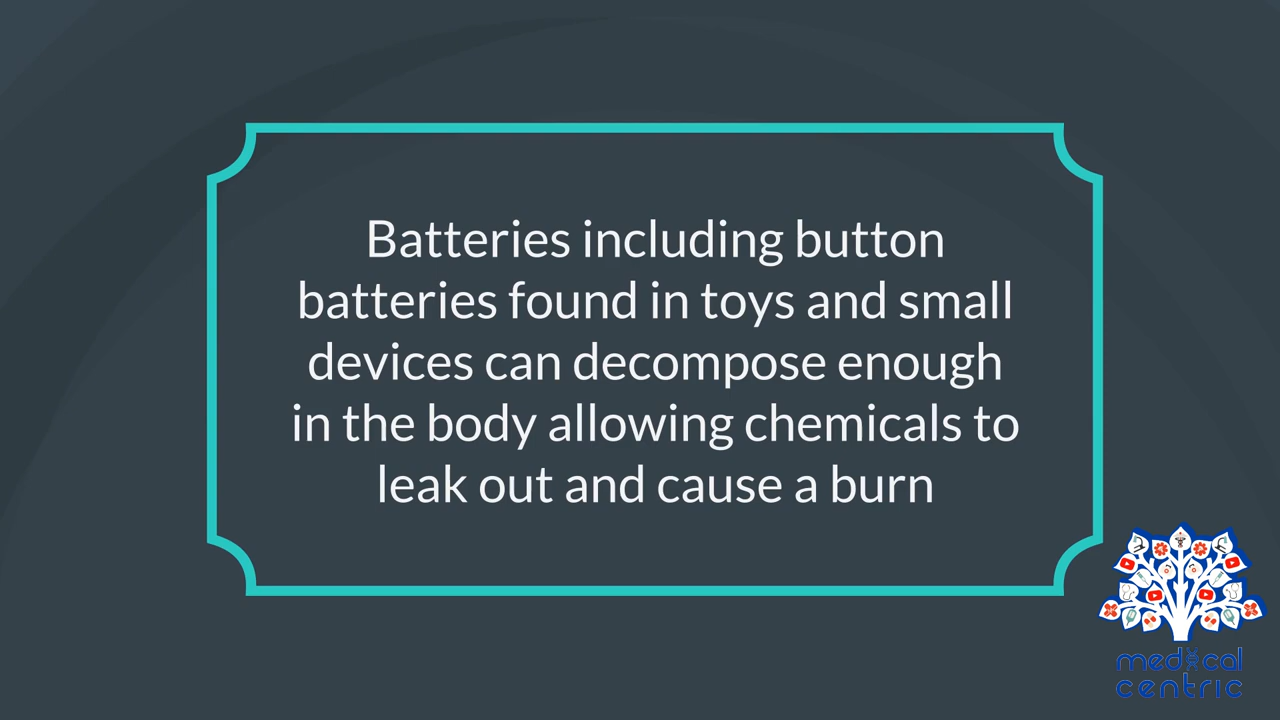 Batteries including button
batteries found in toys and small
devices can decompose enough
in the body allowing chemicals to
leak out and cause a burn
medical
centric